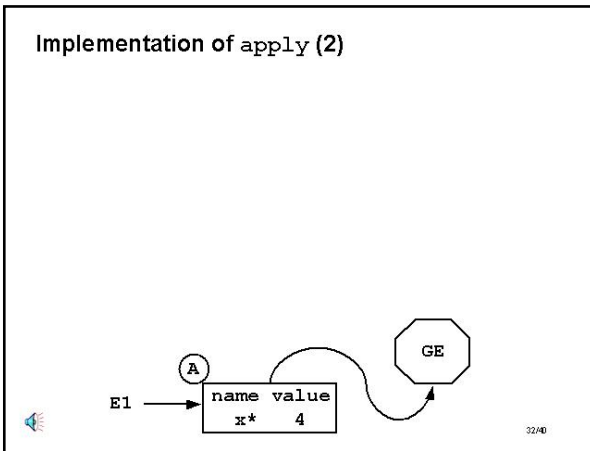 Implementation of apply (2)
GE
A
name value
E1
x* 4
32/40